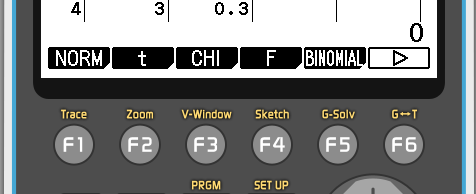 4 3 0.3
0
NORM t CHI F BINOMIAL ▷
Trace Zoom V-Window Sketch G-Solv G↔T
F1 F2 F3 F4 F5 F6
PRGM SET UP